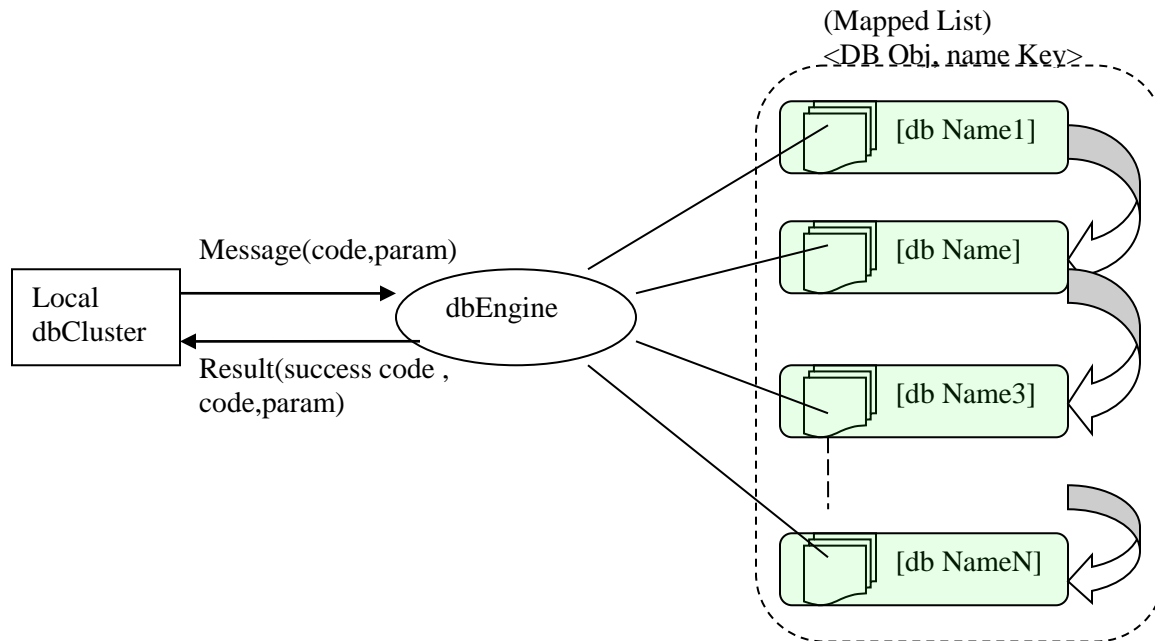 (Mapped List)
<DB Obj, name Key>
[db Name1]
[db Name]
[db Name3]
[db NameN]
Message(code,param)
Local
dbCluster
dbEngine
Result(success code ,
code,param)